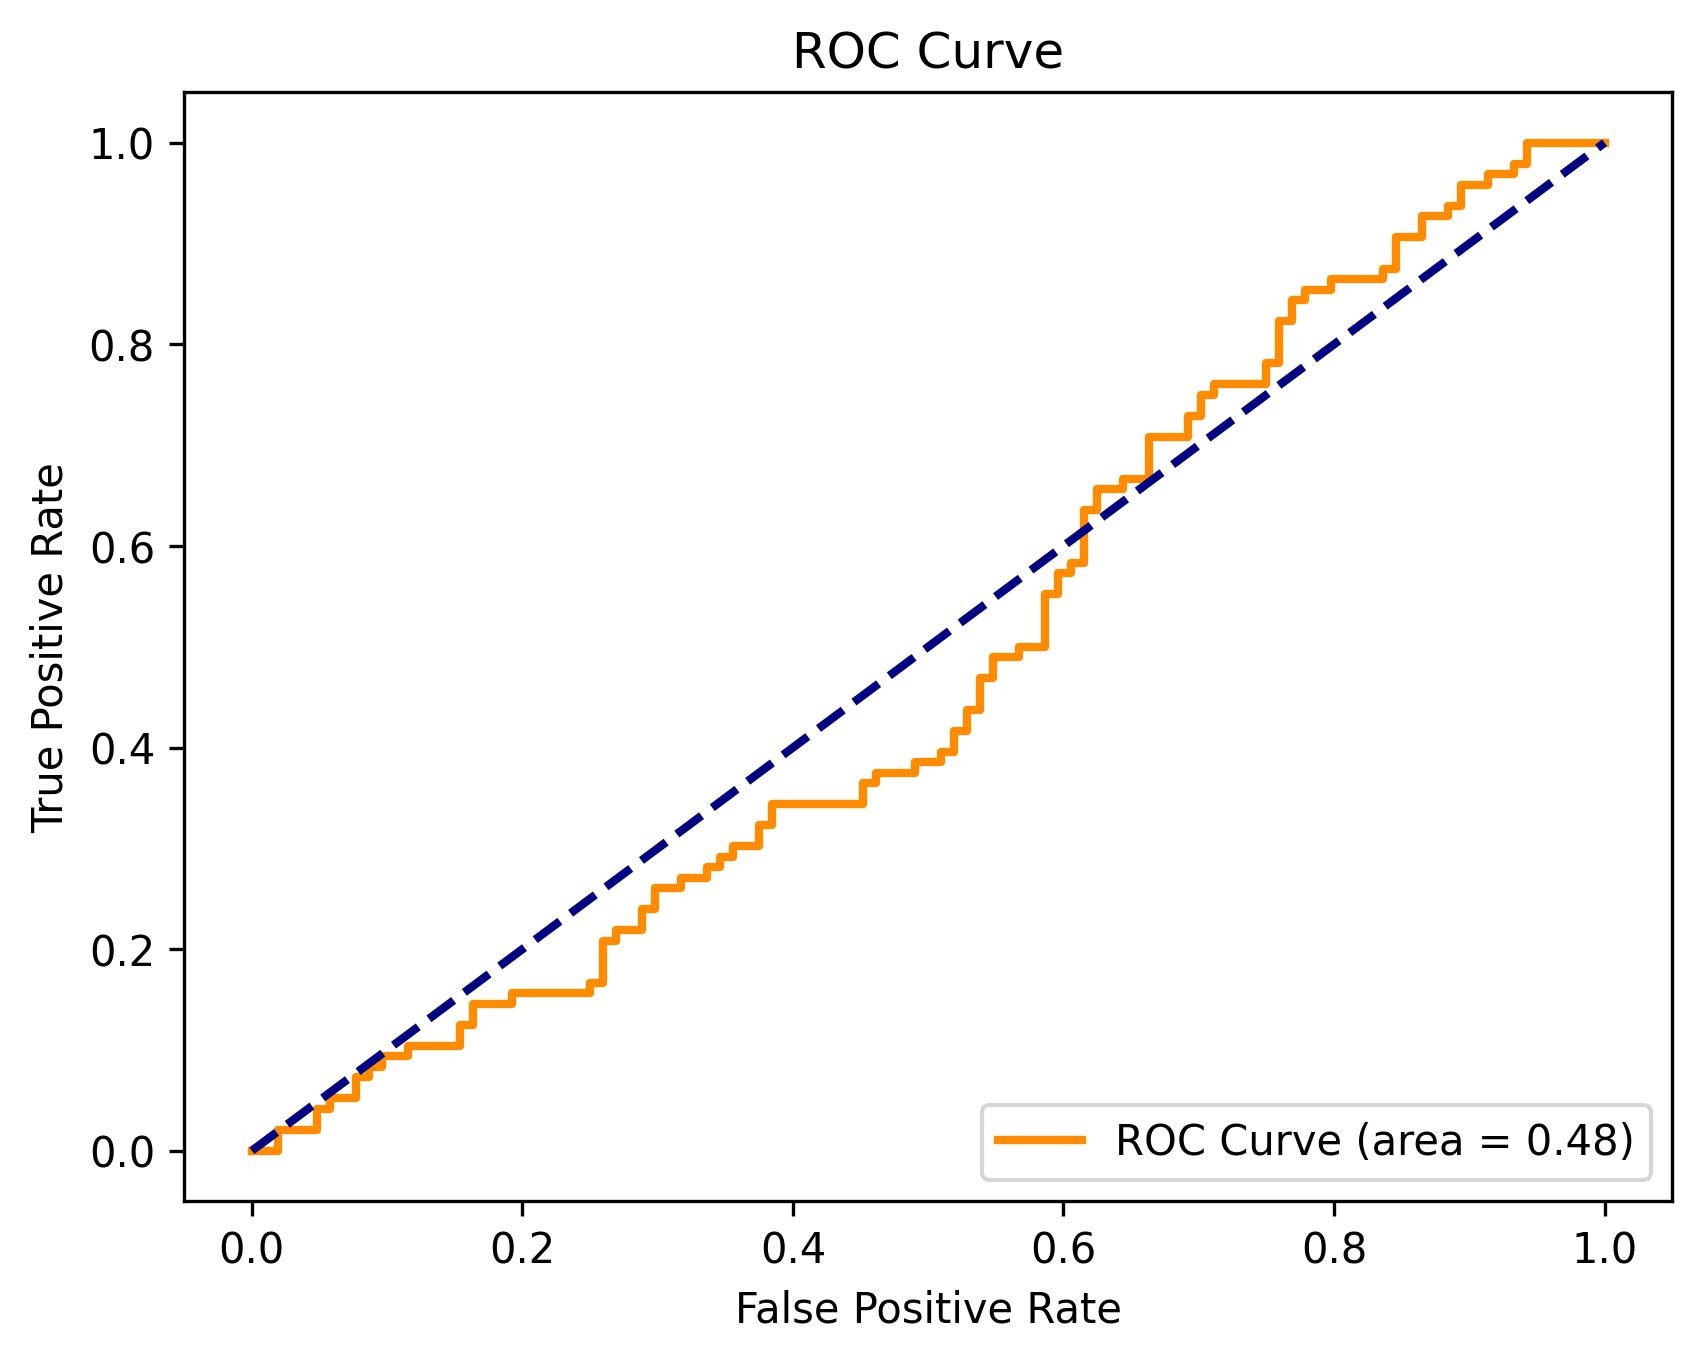 ROC Curve
1.0
0.8
0.6
0.4
0.2
0.0
True Positive Rate
ROC Curve (area = 0.48)
0.0 0.2 0.4 0.6 0.8 1.0
False Positive Rate